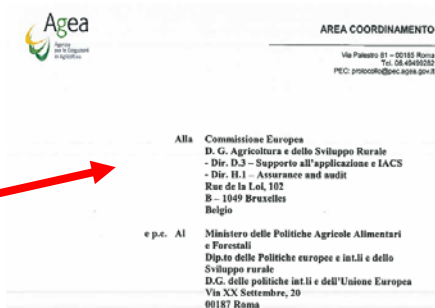 Agea
Agenzia
per le Erogazioni
in Agricoltura
AREA COORDINAMENTO
Via Palestro 81 – 00185 Roma
Tel. 06.49499282
PEC: protocollo@pec.agea.gov.it
Alla Commissione Europea
D. G. Agricoltura e dello Sviluppo Rurale
- Dir. D.3 – Supporto all'applicazione e IACS
- Dir. H.1 – Assurance and audit
Rue de la Loi, 102
B – 1049 Bruxelles
Belgio
e p.c. Al Ministero delle Politiche Agricole Alimentari
e Forestali
Dip.to delle Politiche europee e int.li e dello
Sviluppo rurale
D.G. delle politiche int.li e dell'Unione Europea
Via XX Settembre, 20
00187 Roma